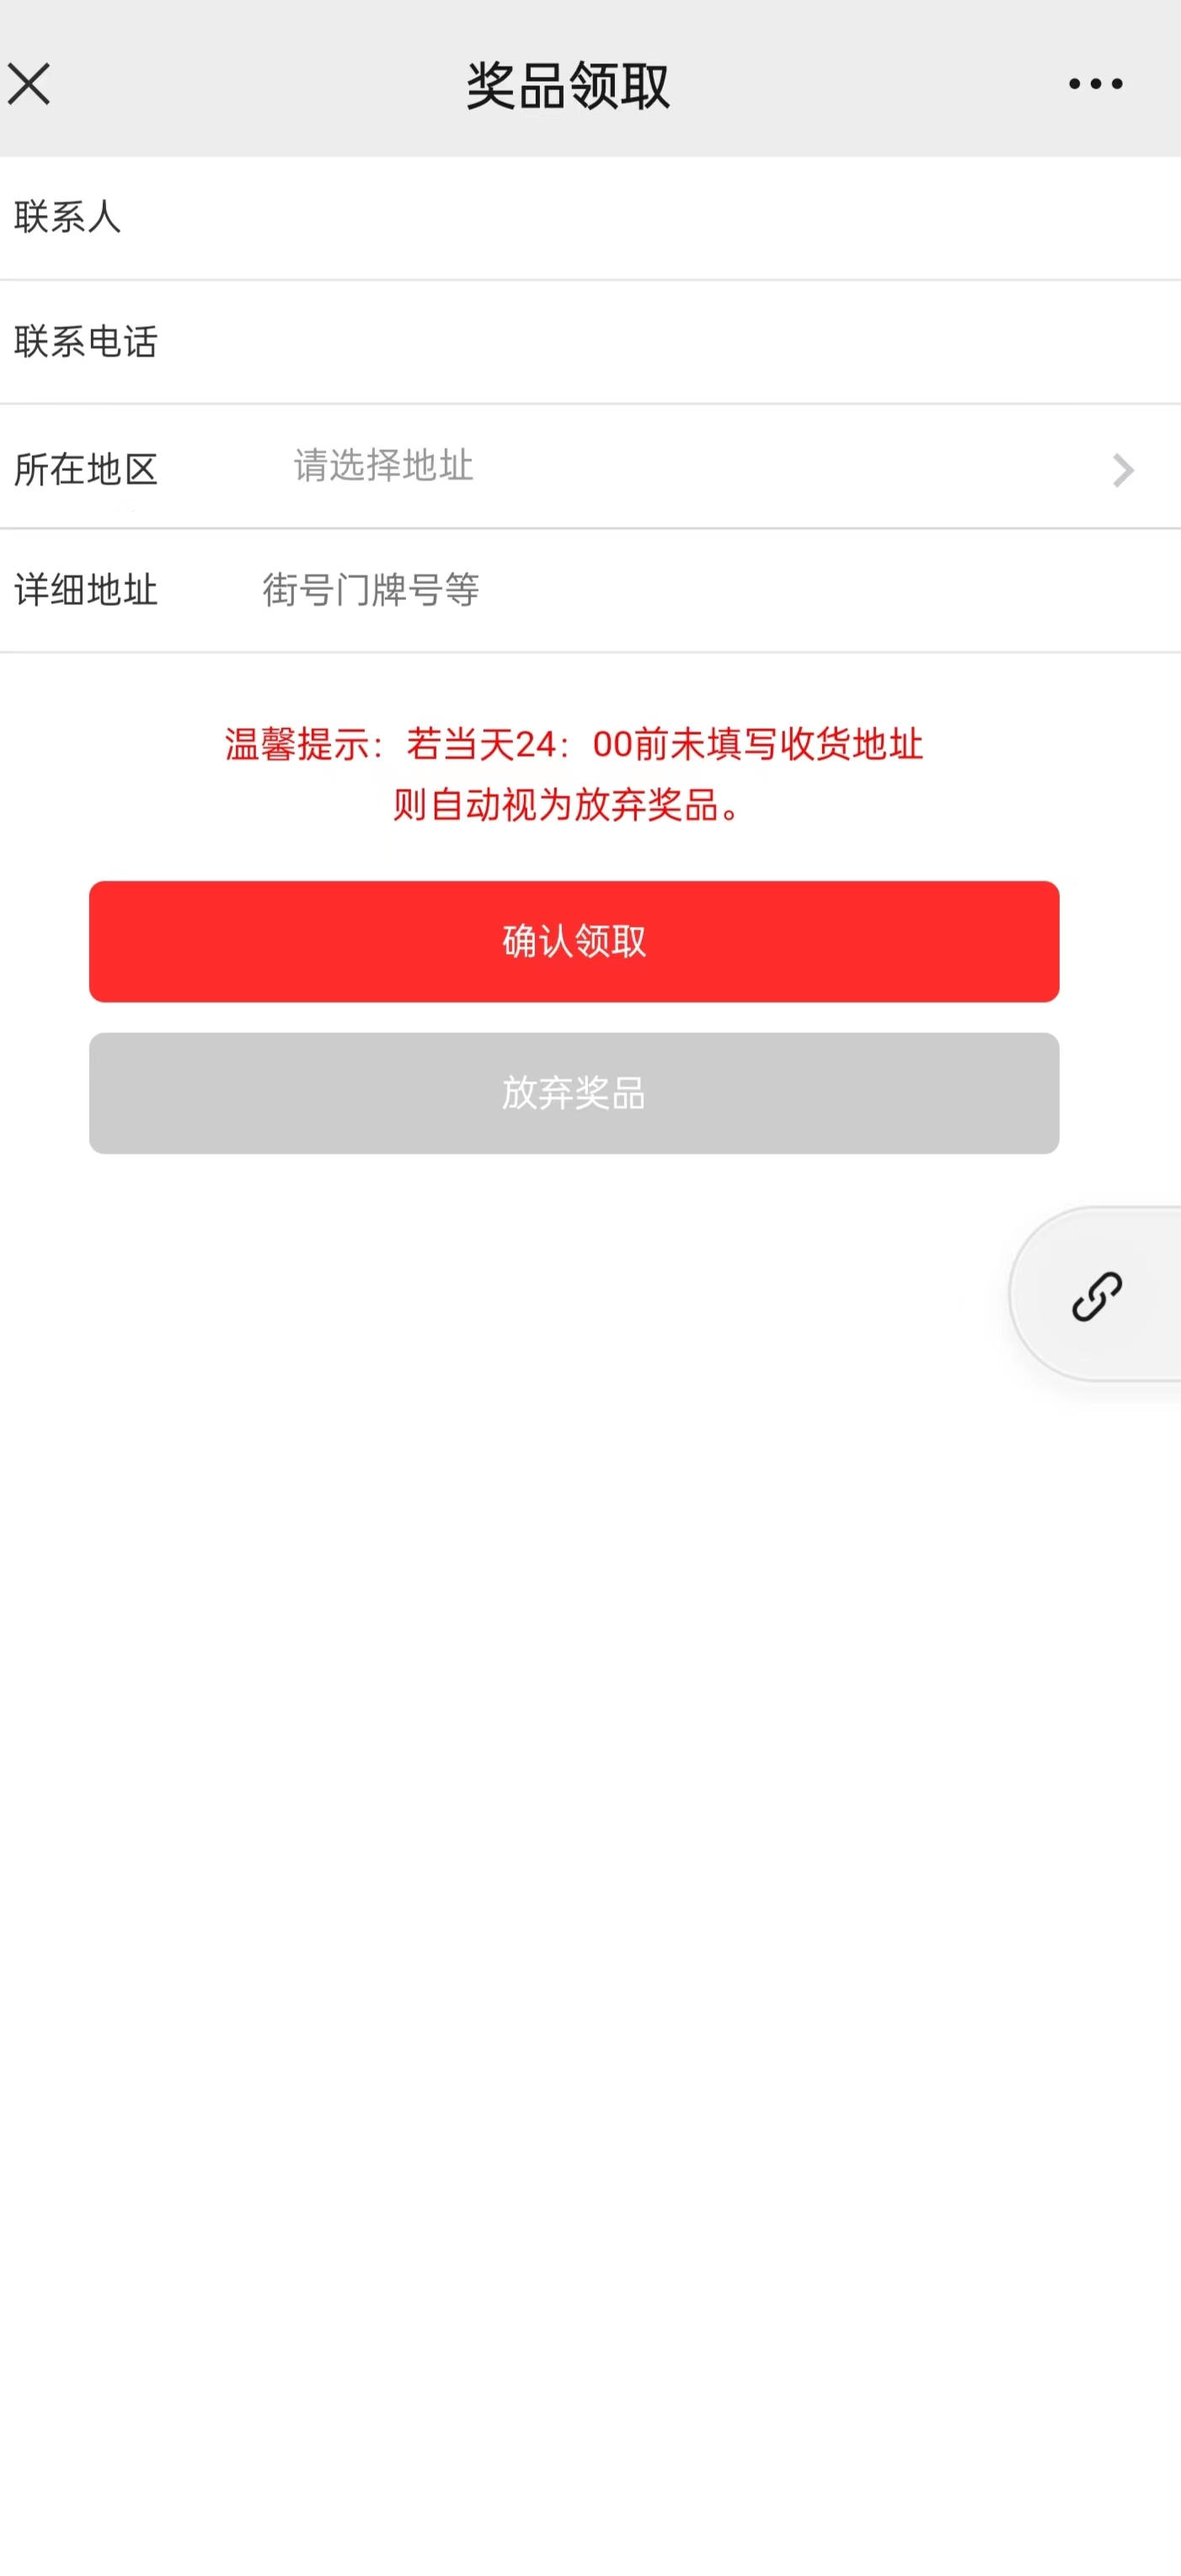 奖品领取
联系人
联系电话
所在地区 请选择地址
详细地址 街号门牌号等
温馨提示：若当天24：00前未填写收货地址
则自动视为放弃奖品。
确认领取
放弃奖品